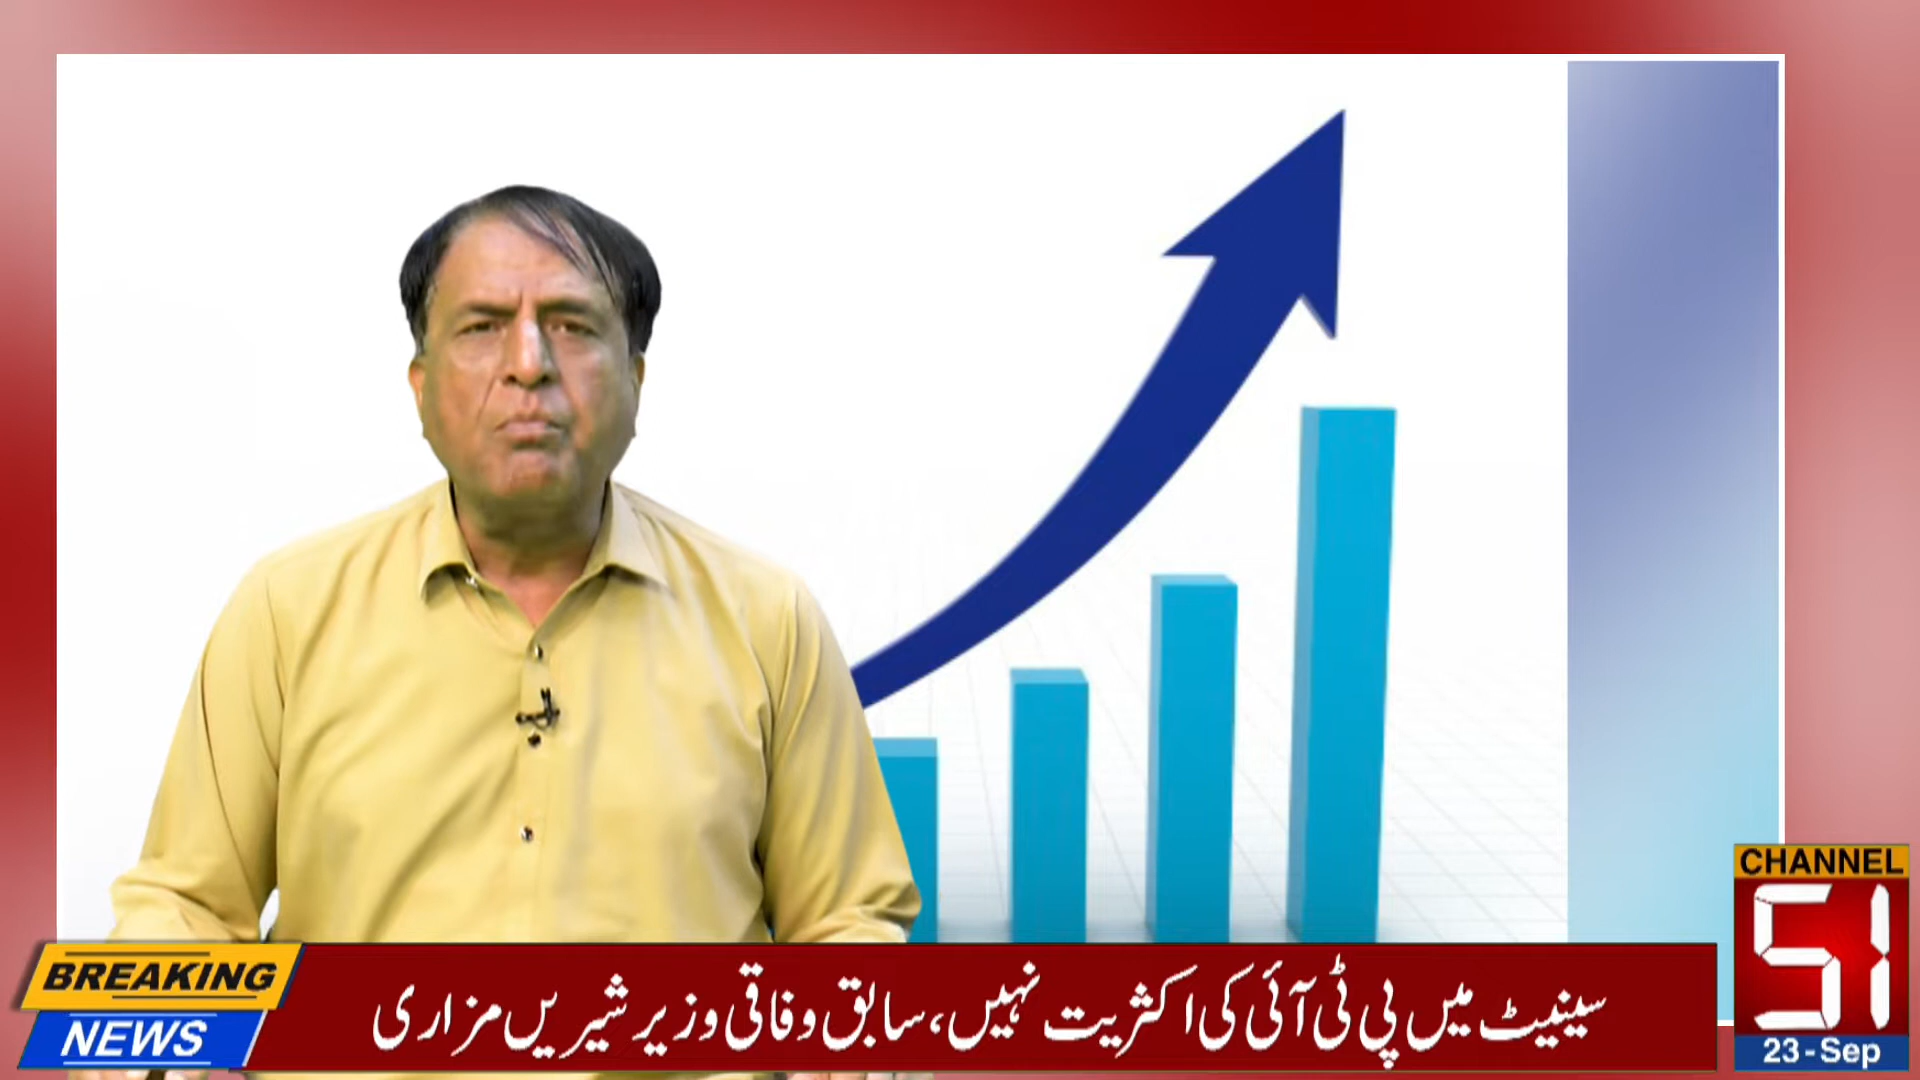 BREAKING
NEWS
سینیٹ میں پی ٹی آئی کی اکثریت نہیں، سابق وفاقی وزیر شیریں مزاری
CHANNEL
51
23-Sep